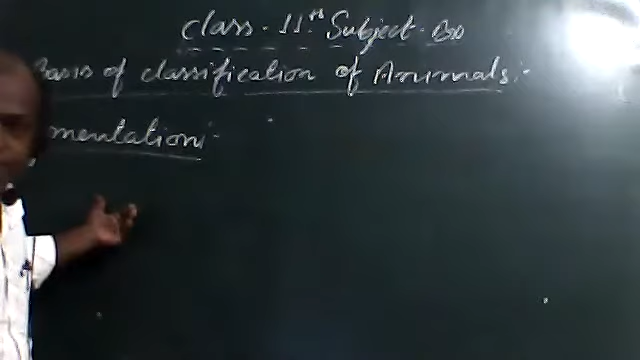 Class - 11th Subject - Bio
Basis of classification of Animals :-
mentation :-